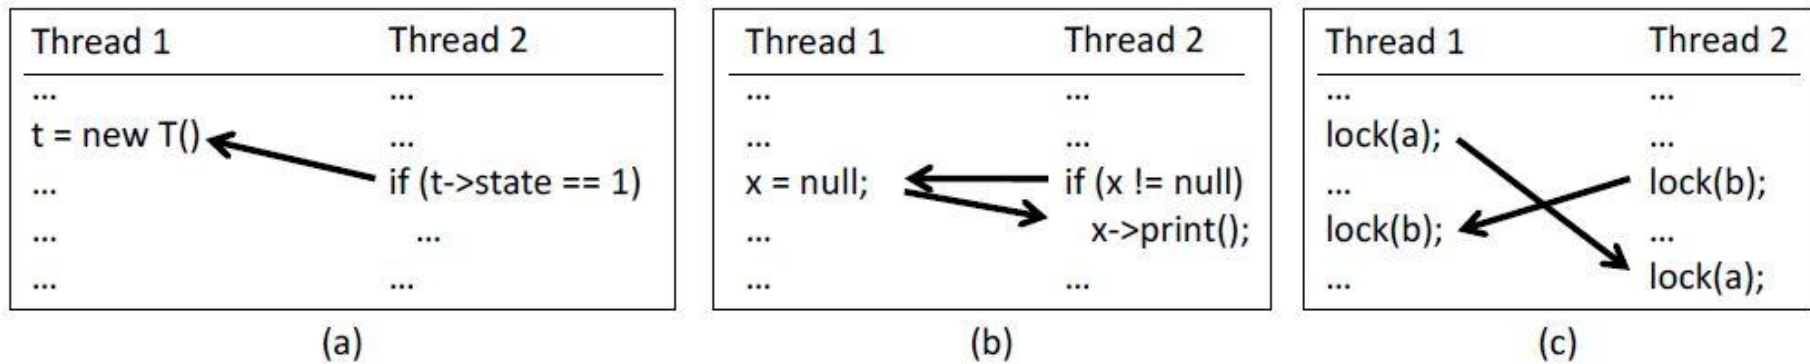 Thread 1 Thread 2
... ...
t = new T() ...
... if (t->state == 1)
... ...
... ...
(a)
Thread 1 Thread 2
... ...
... ...
x = null; if (x != null)
... x->print();
... ...
(b)
Thread 1 Thread 2
... ...
lock(a); ...
... lock(b);
lock(b); ...
... lock(a);
(c)